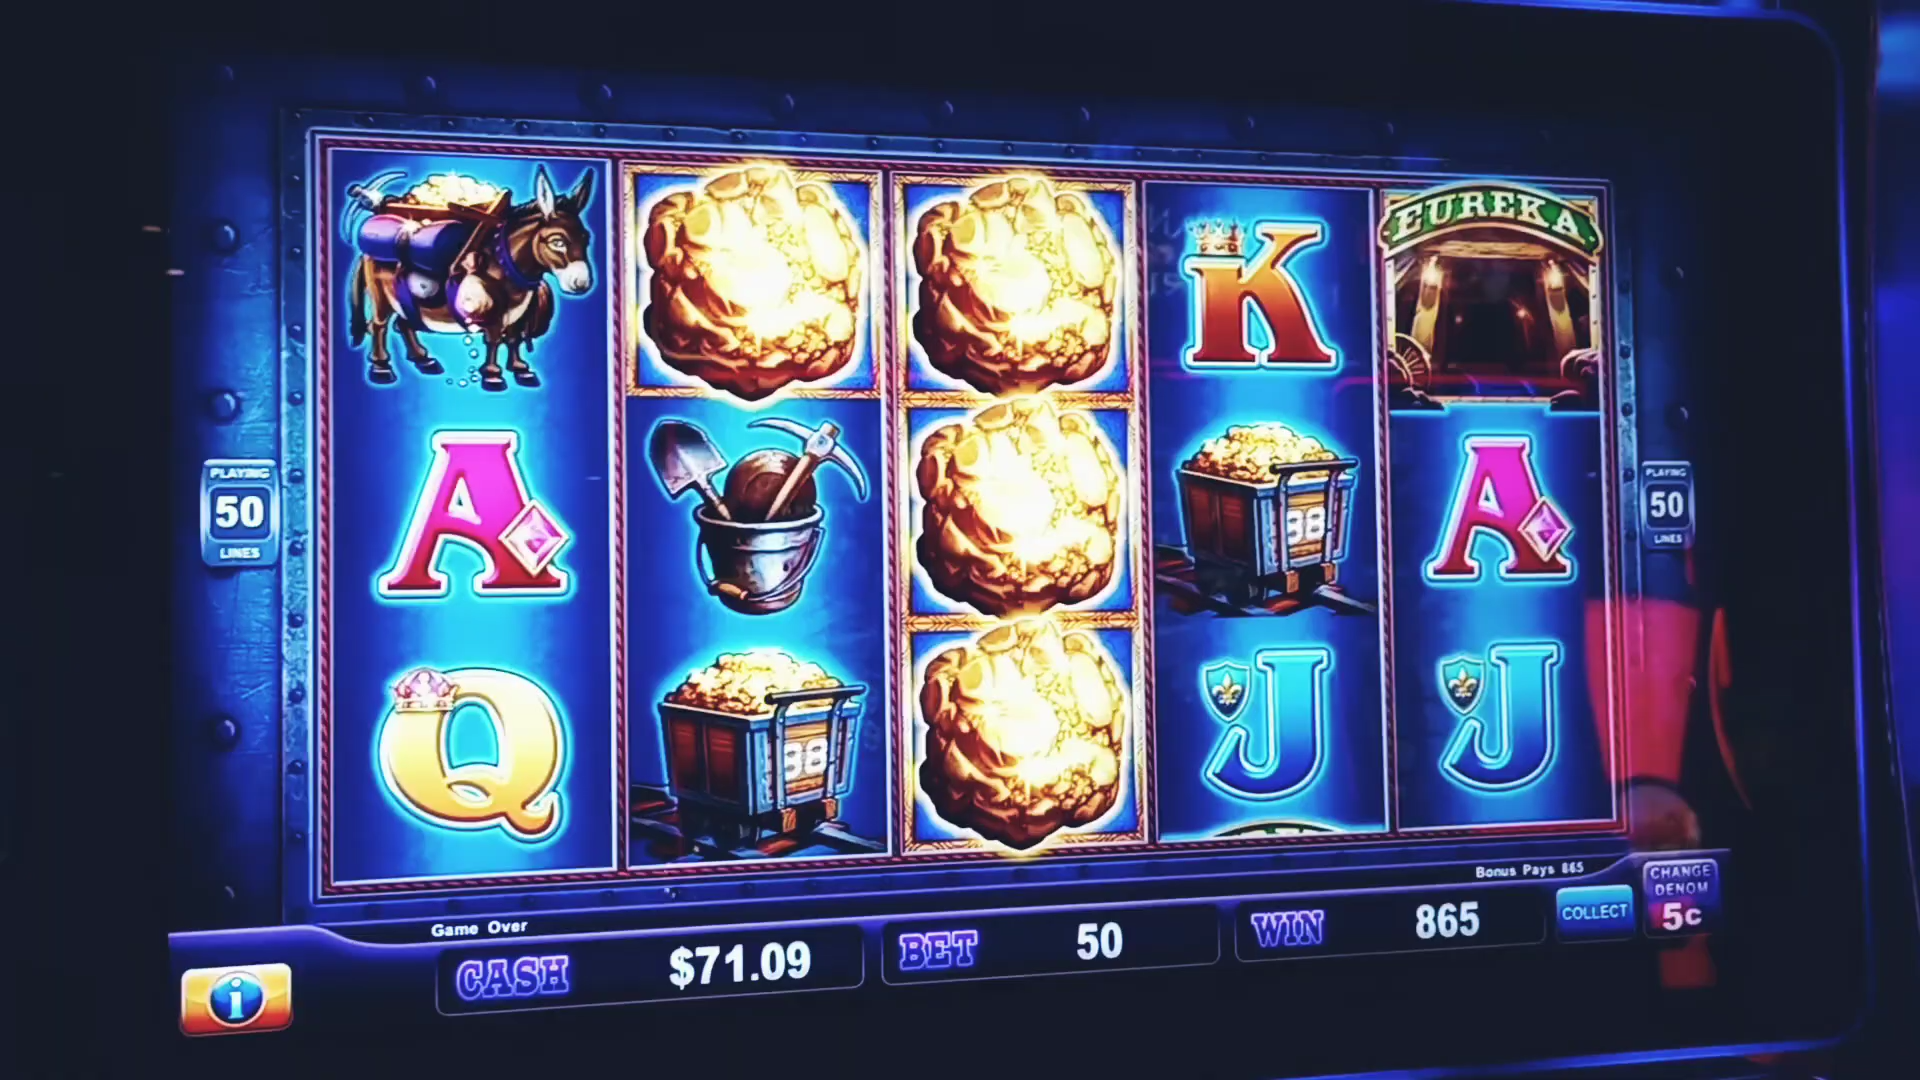 EUREKA
K
A
88
A
PLAYING
50
LINES
PLAYING
50
LINES
Q
88
J
J
Bonus Pays 865
Game Over
CASH $71.09
BET 50
WIN 865
COLLECT
CHANGE
DENOM
5c
i